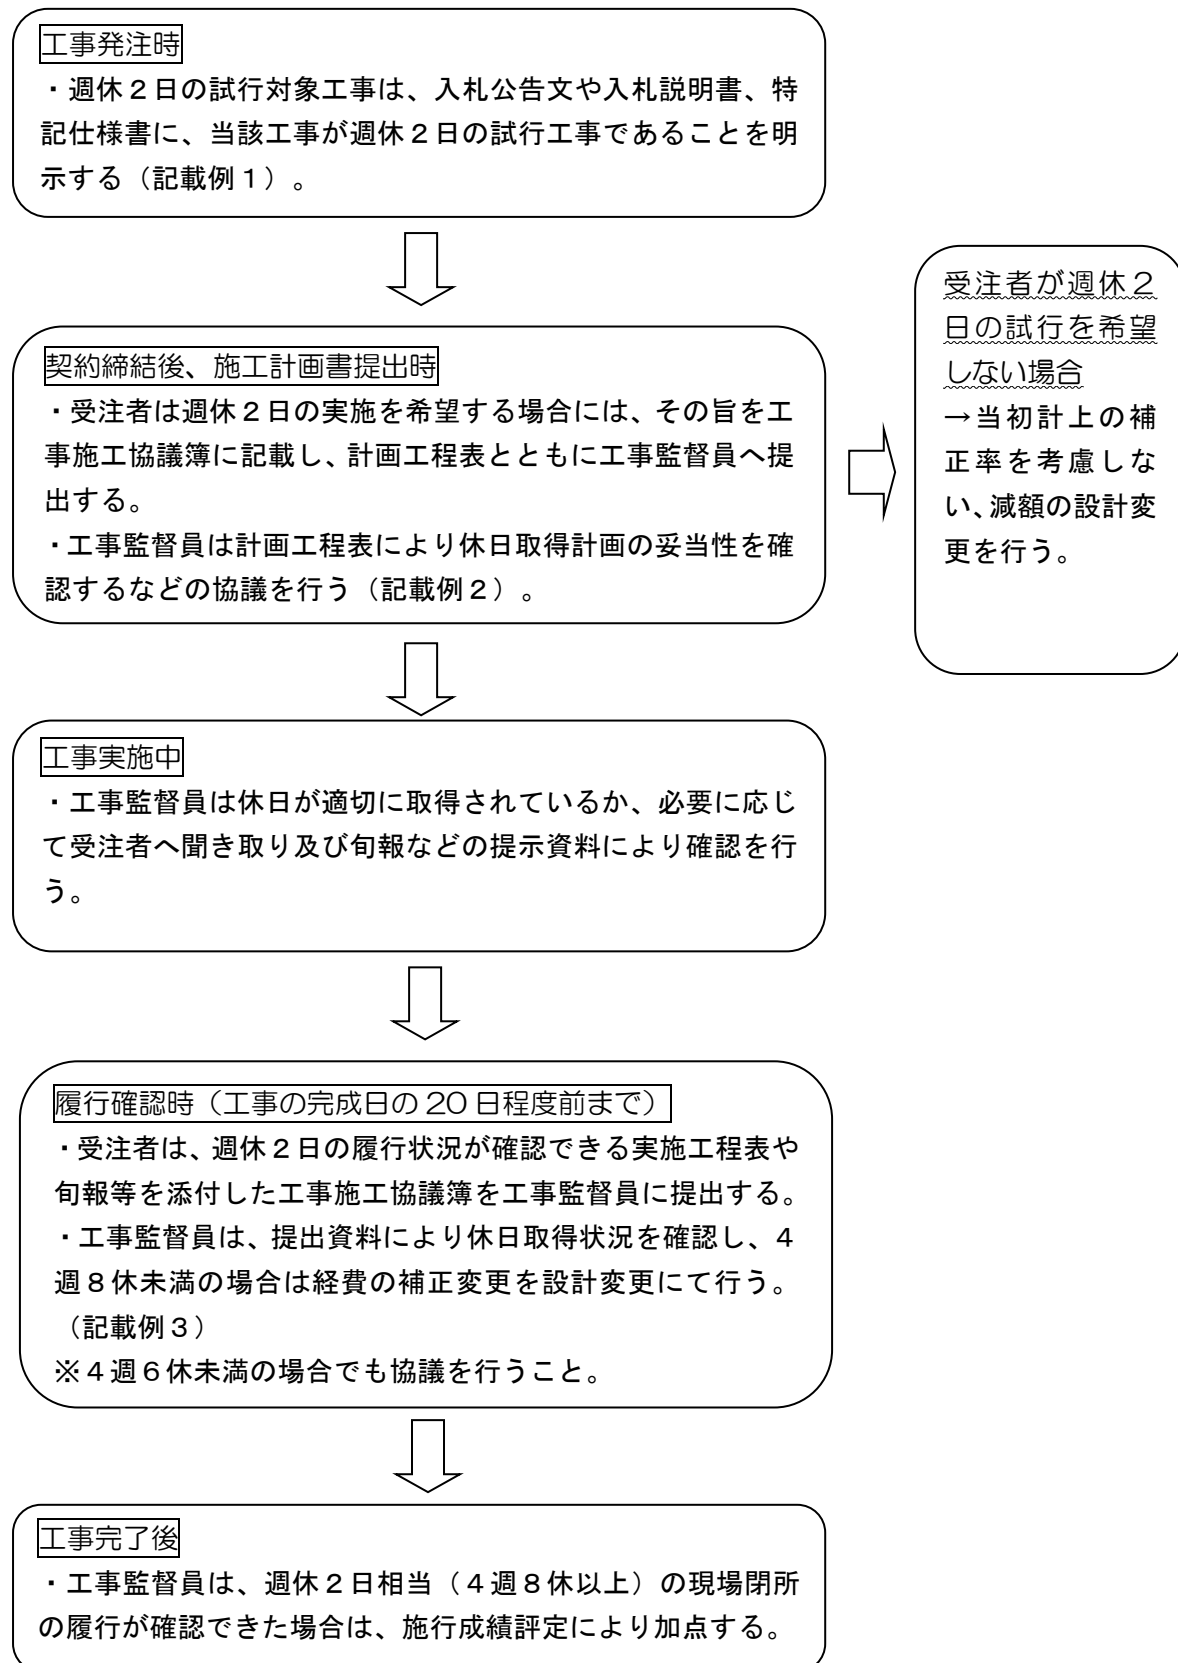 工事発注時
・週休２日の試行対象工事は、入札公告文や入札説明書、特
記仕様書に、当該工事が週休２日の試行工事であることを明
示する（記載例１）。
契約締結後、施工計画書提出時
・受注者は週休２日の実施を希望する場合には、その旨を工
事施工協議簿に記載し、計画工程表とともに工事監督員へ提
出する。
・工事監督員は計画工程表により休日取得計画の妥当性を確
認するなどの協議を行う（記載例２）。
受注者が週休２
日の試行を希望
しない場合
→当初計上の補
正率を考慮しな
い、減額の設計変
更を行う。
工事実施中
・工事監督員は休日が適切に取得されているか、必要に応じ
て受注者へ聞き取り及び旬報などの提示資料により確認を行
う。
履行確認時（工事の完成日の 20 日程度前まで）
・受注者は、週休２日の履行状況が確認できる実施工程表や
旬報等を添付した工事施工協議簿を工事監督員に提出する。
・工事監督員は、提出資料により休日取得状況を確認し、４
週８休未満の場合は経費の補正変更を設計変更にて行う。
（記載例３）
※４週６休未満の場合でも協議を行うこと。
工事完了後
・工事監督員は、週休２日相当（４週８休以上）の現場閉所
の履行が確認できた場合は、施行成績評定により加点する。